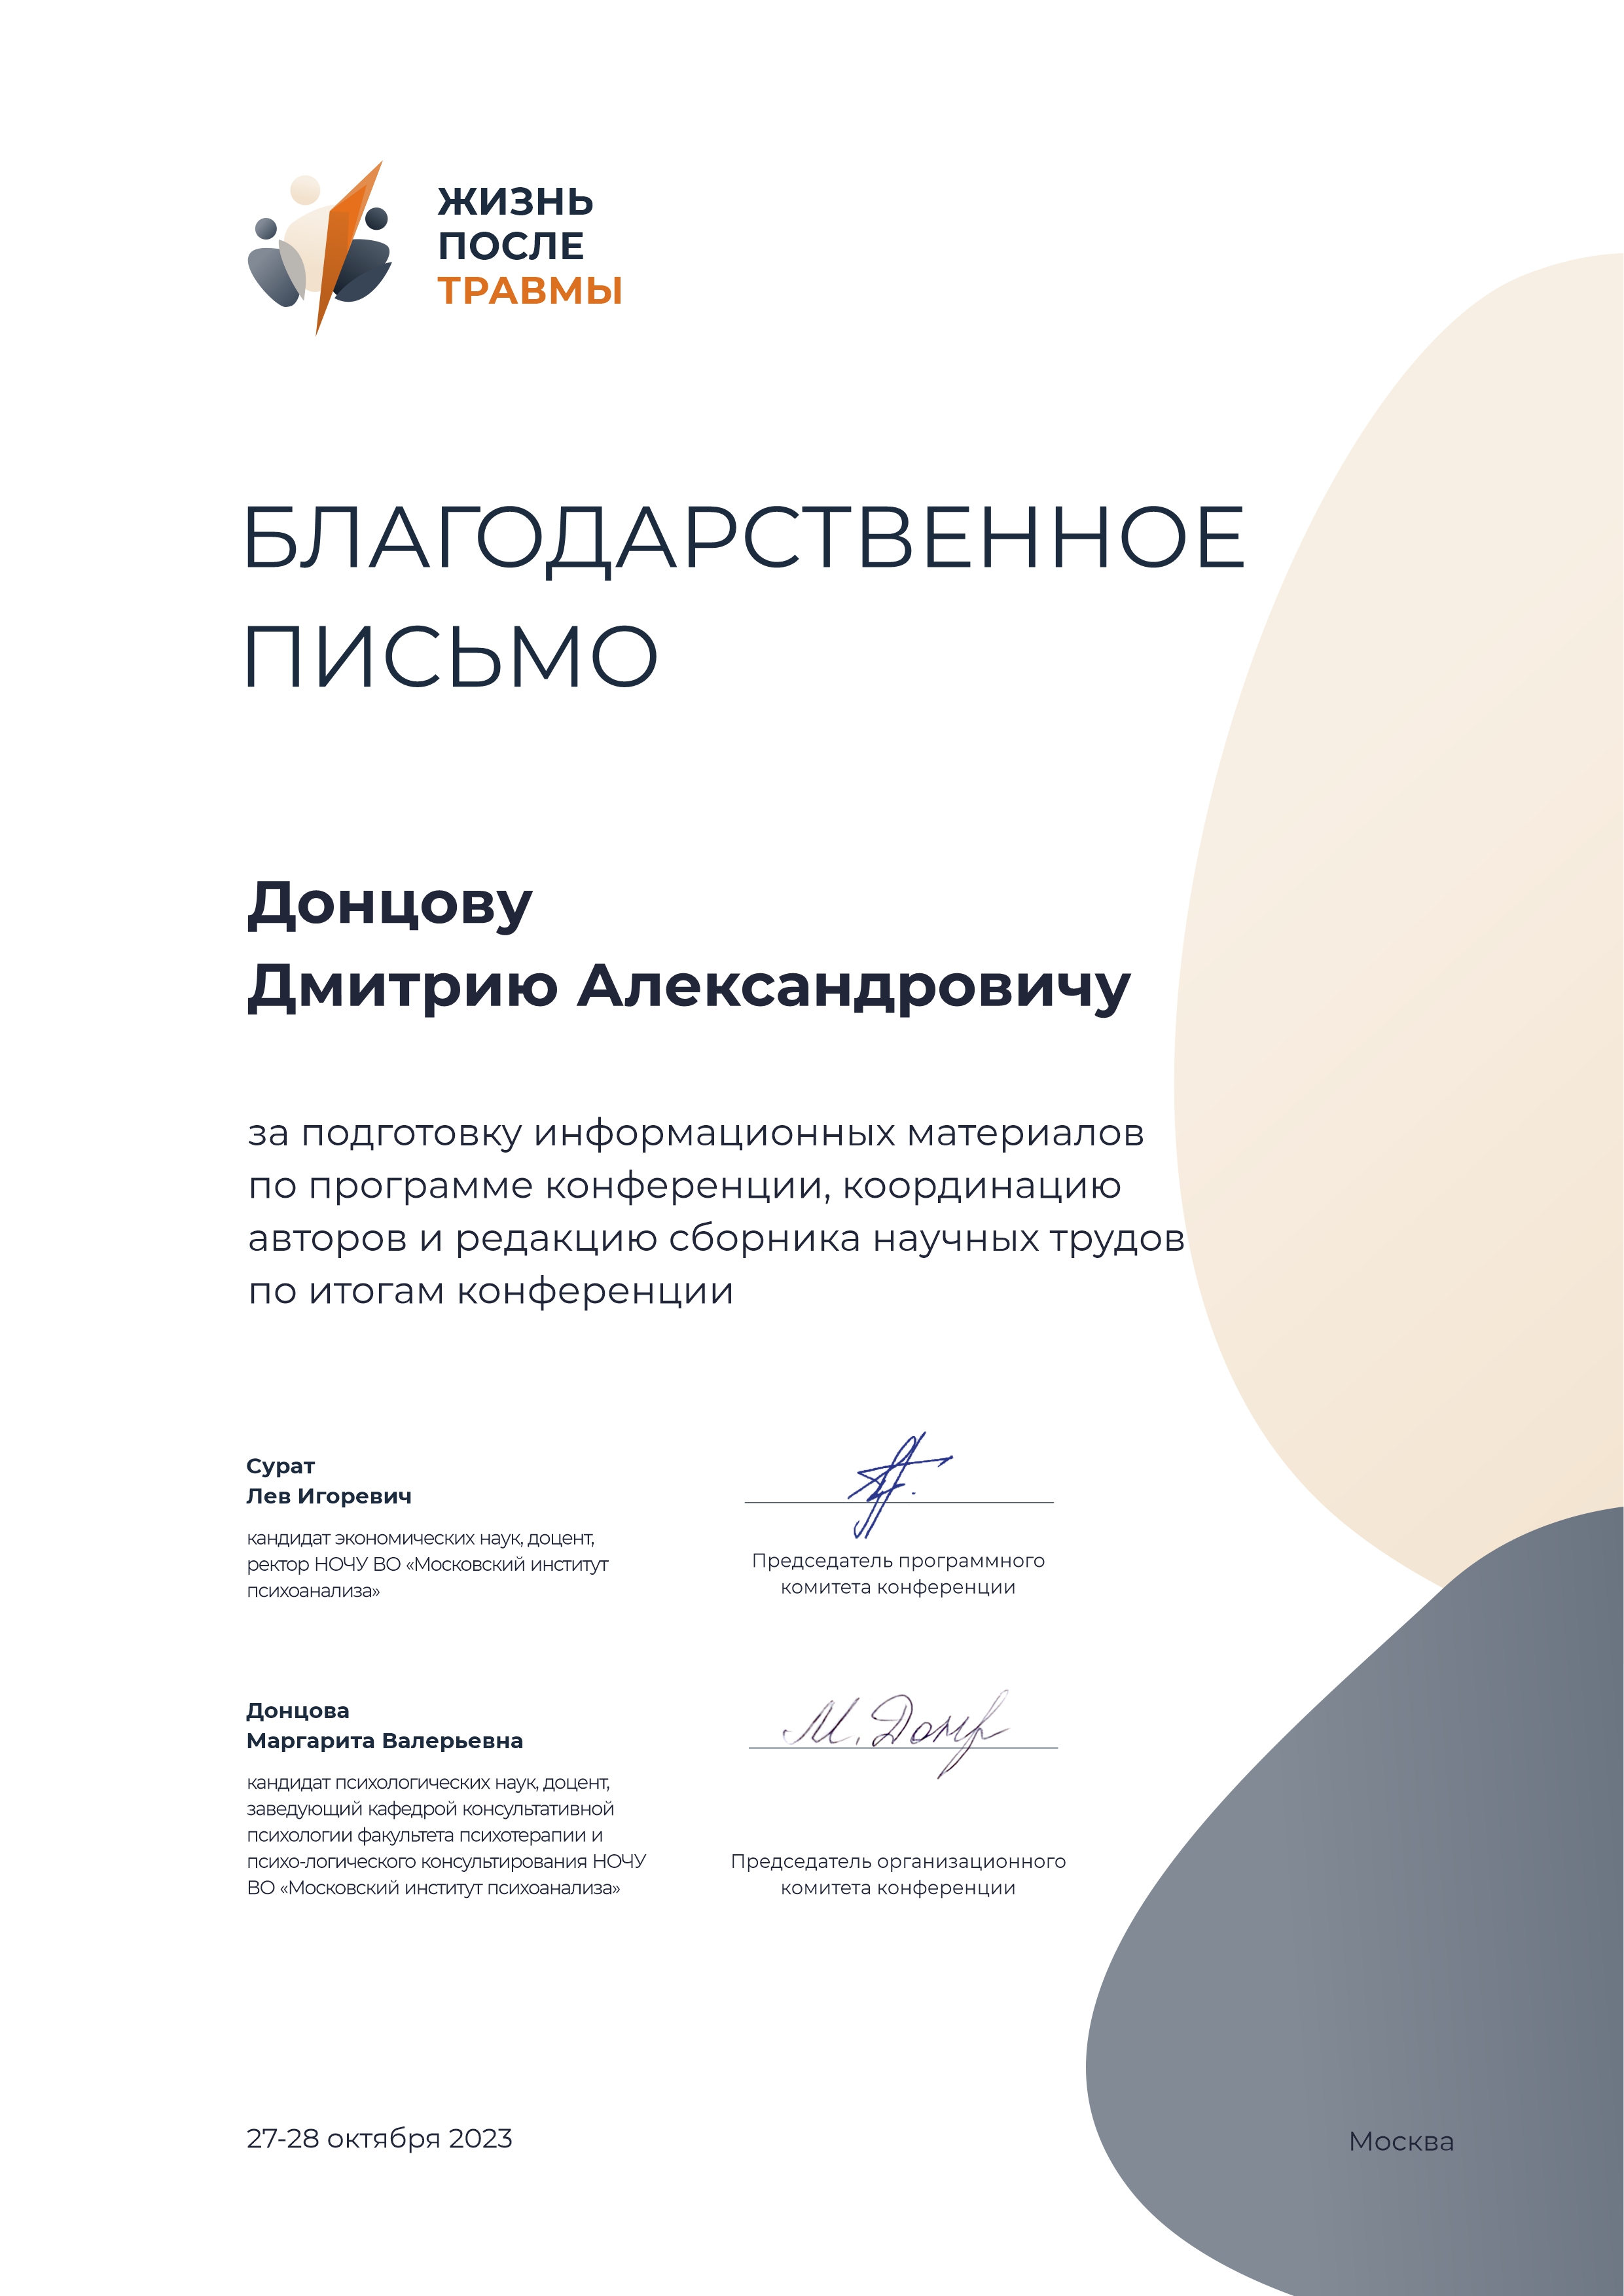 ЖИЗНЬ
ПОСЛЕ
ТРАВМЫ
БЛАГОДАРСТВЕННОЕ
ПИСЬМО
Донцову
Дмитрию Александровичу
за подготовку информационных материалов
по программе конференции, координацию
авторов и редакцию сборника научных трудов
по итогам конференции
Сурат
Лев Игоревич
кандидат экономических наук, доцент,
ректор НОЧУ ВО «Московский институт
психоанализа»
Председатель программного
комитета конференции
Донцова
Маргарита Валерьевна
кандидат психологических наук, доцент,
заведующий кафедрой консультативной
психологии факультета психотерапии и
психо-логического консультирования НОЧУ
ВО «Московский институт психоанализа»
Председатель организационного
комитета конференции
27-28 октября 2023
Москва